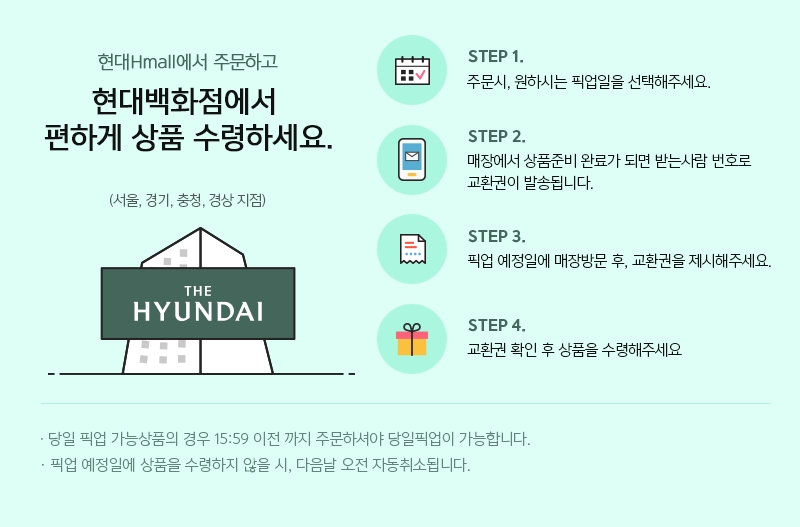 현대Hmall에서 주문하고
현대백화점에서
편하게 상품 수령하세요.
(서울, 경기, 충청, 경상 지점)
THE
HYUNDAI
STEP 1.
주문시, 원하시는 픽업일을 선택해주세요.
STEP 2.
매장에서 상품준비 완료가 되면 받는사람 번호로
교환권이 발송됩니다.
STEP 3.
픽업 예정일에 매장방문 후, 교환권을 제시해주세요.
STEP 4.
교환권 확인 후 상품을 수령해주세요
· 당일 픽업 가능상품의 경우 15:59 이전 까지 주문하셔야 당일픽업이 가능합니다.
· 픽업 예정일에 상품을 수령하지 않을 시, 다음날 오전 자동취소됩니다.